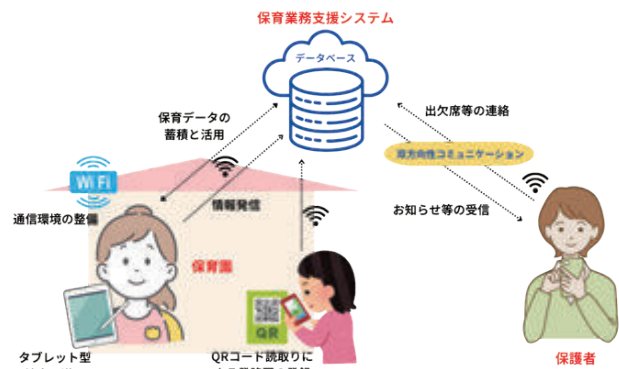 保育業務支援システム
データベース
保育データの
蓄積と活用
出欠席等の連絡
双方向性コミュニケーション
Wi Fi
通信環境の整備
情報発信
お知らせ等の受信
保育園
QR
タブレット型
QRコード読取りに
保護者